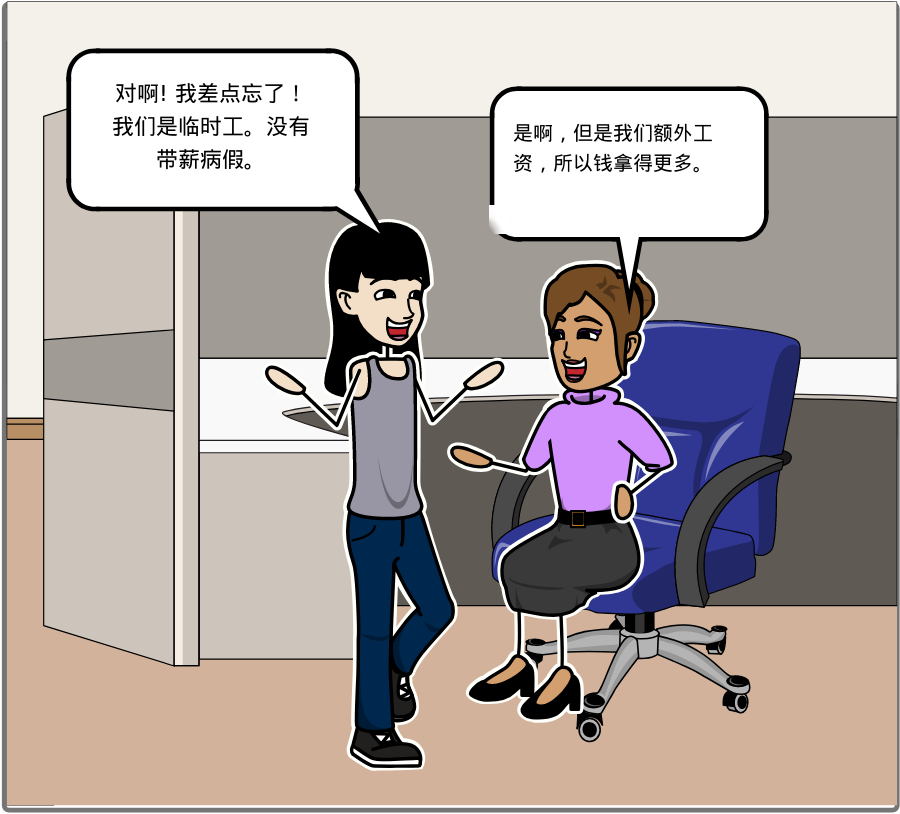 对啊! 我差点忘了！
我们是临时工。没有
带薪病假。
是啊，但是我们额外工
资，所以钱拿得更多。